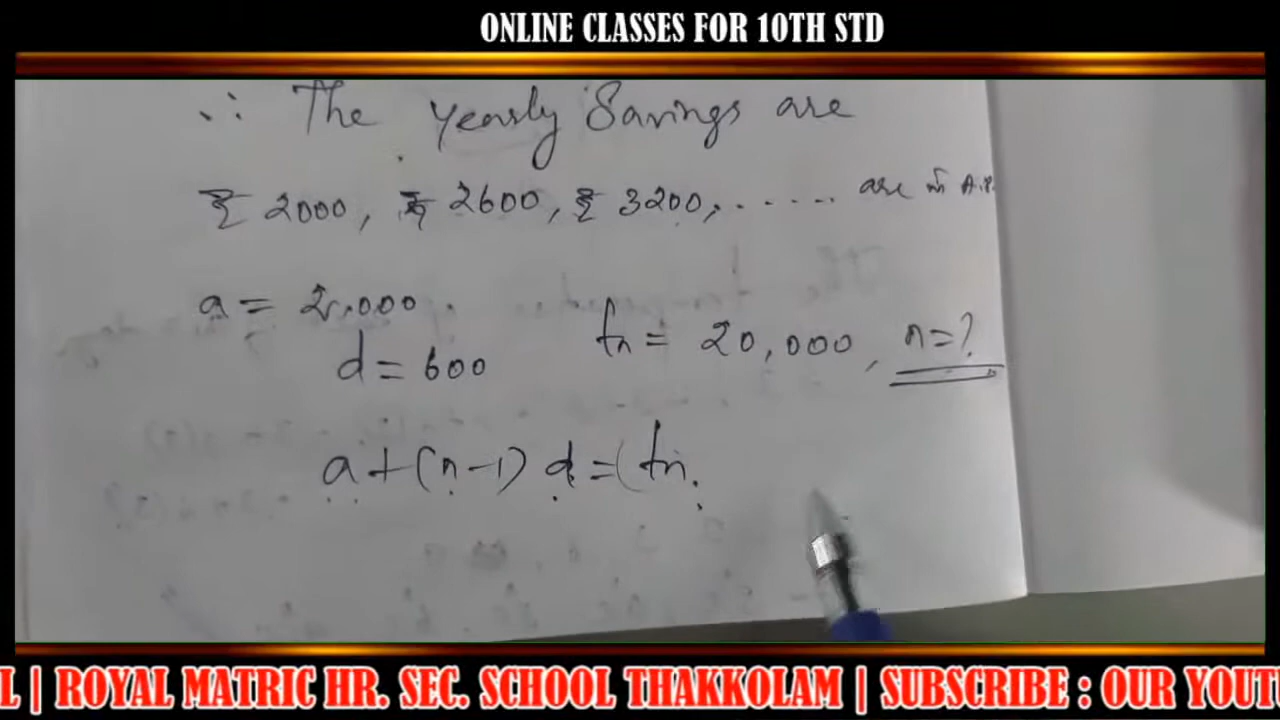 ONLINE CLASSES FOR 10TH STD
∴ The yearly Savings are
₹ 2000, ₹ 2600, ₹ 3200, ...... are in A.P.
a = 2,000.
d = 600
tn = 20,000, n=?
a+(n-1) d=(tn.
L | ROYAL MATRIC HR. SEC. SCHOOL THAKKOLAM | SUBSCRIBE : OUR YOUT